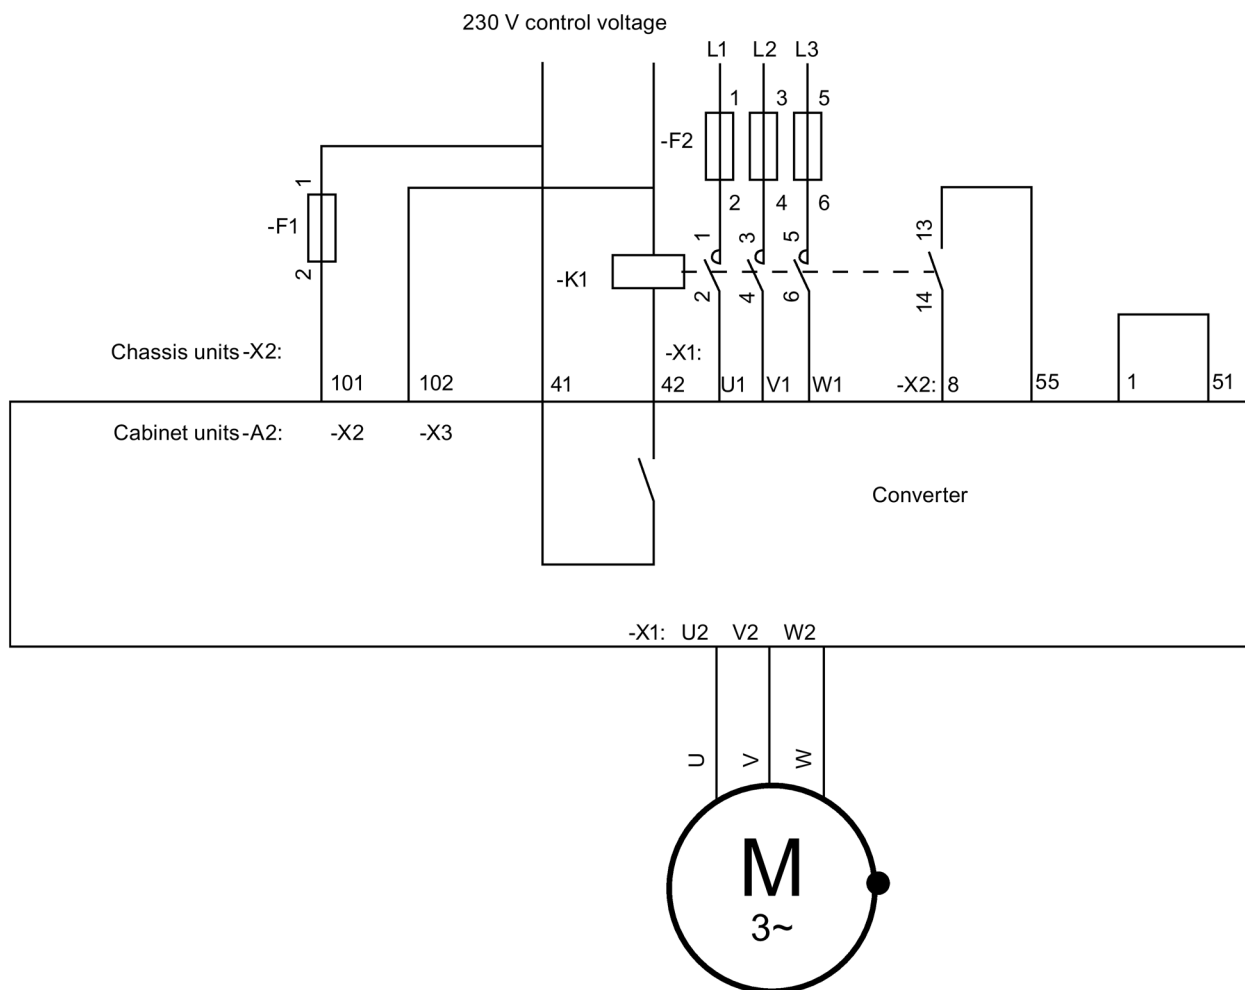 230 V control voltage
L1 L2 L3
1 3 5
-F2
1
-F1
2
2 4 6
1 3 5 13
-K1
2 4 6 14
Chassis units -X2:
-X1:
101 102 41 42 U1 V1 W1 -X2: 8 55 1 51
Cabinet units -A2: -X2 -X3
Converter
-X1: U2 V2 W2
U V W
M
3~